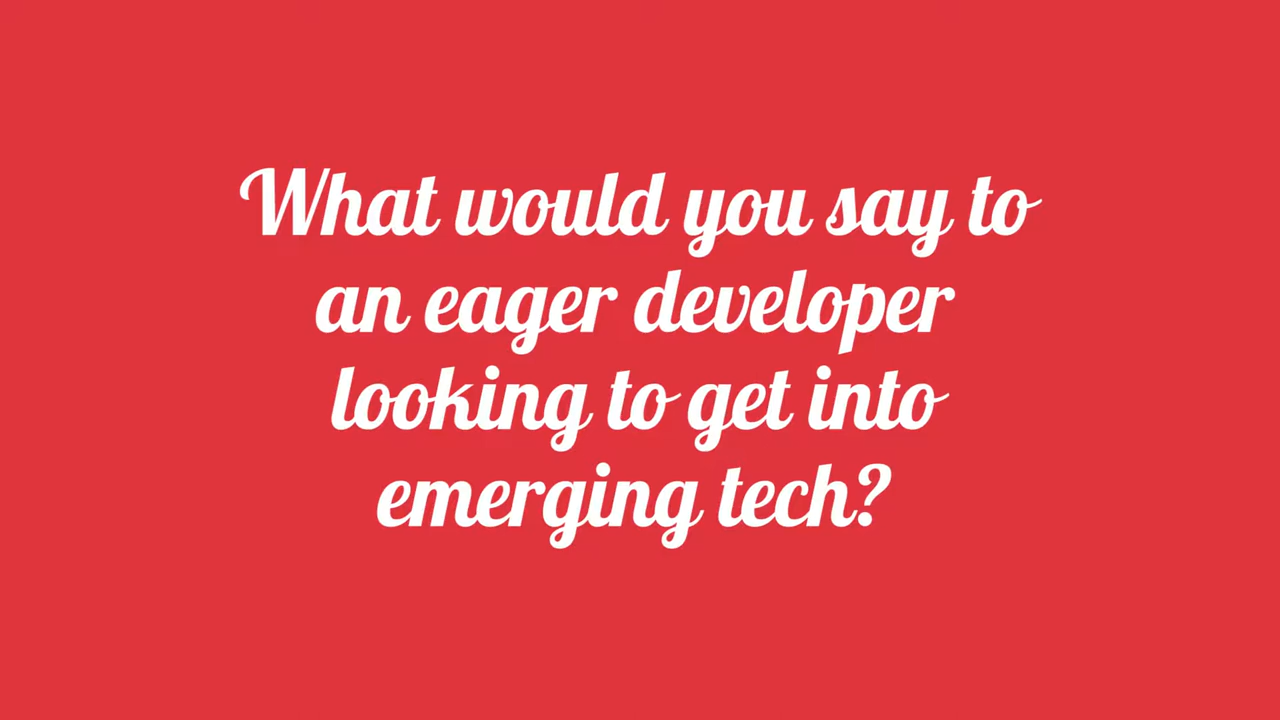 What would you say to
an eager developer
looking to get into
emerging tech?